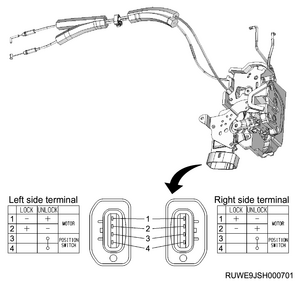 Left side terminal
LOCK UNLOCK
1 - + MOTOR
2 + -
3 POSITION SWITCH
4
1
2
3
4
Right side terminal
LOCK UNLOCK
1 + - MOTOR
2 - +
3 POSITION SWITCH
4
RUWE9JSH000701